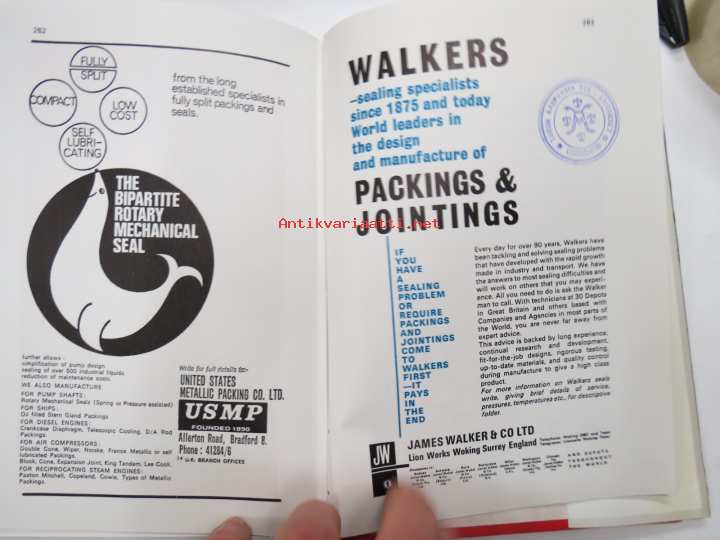 262
FULLY
SPLIT
COMPACT
LOW
COST
SELF
LUBRI-
CATING
from the long
established specialists in
fully split packings and
seals.
THE
BIPARTITE
ROTARY
MECHANICAL
SEAL
further allows -
simplification of pump design
sealing of over 500 industrial liquids
reduction of maintenance costs.
WE ALSO MANUFACTURE
FOR PUMP SHAFTS:
Rotary Mechanical Seals (Spring or Pressure assisted)
FOR SHIPS:
Oil filled Stern Gland Packings
FOR DIESEL ENGINES:
Crankcase Diaphragm, Telescopic Cooling, D/A Rod
Packings
FOR AIR COMPRESSORS:
Double Cone, Wiper, France Metallic or self
lubricated Packings.
Block, Cone, Expansion Joint, King Tandem, Lee Cook.
FOR RECIPROCATING STEAM ENGINES:
Paxton Mitchell, Copeland, Cowie, Types of Metallic
Packings.
Write for full details to:-
UNITED STATES
METALLIC PACKING CO. LTD.
USMP
FOUNDED 1890
Allerton Road, Bradford 8.
Phone : 41284/6
U.K. BRANCH OFFICES
WALKERS
–sealing specialists
since 1875 and today
World leaders in
the design
and manufacture of
PACKINGS &
JOINTINGS
Antikvariaatti.net
IF
YOU
HAVE
A
SEALING
PROBLEM
OR
REQUIRE
PACKINGS
AND
JOINTINGS
COME
TO
WALKERS
FIRST
—IT
PAYS
IN
THE
END
Every day for over 90 years, Walkers have
been tackling and solving sealing problems
that have developed with the rapid growth
made in industry and transport. We have
the answers to most sealing difficulties and
will work on others that you may experi-
ence. All you need to do is ask the Walker
man to call. With technicians at 30 Depots
in Great Britain and others based with
Companies and Agencies in most parts of
the World, you are never far away from
expert advice.
This advice is backed by long experience,
continual research and development,
fit-for-the-job designs, rigorous testing,
up-to-date materials, and quality control
during manufacture to give a high class
product.
For more information on Walkers seals
write, giving brief details of service,
pressures, temperatures etc., for descriptive
folder.
JW
JAMES WALKER & CO LTD
Lion Works Woking Surrey England
AND DEPOTS
THROUGHOUT
THE WORLD